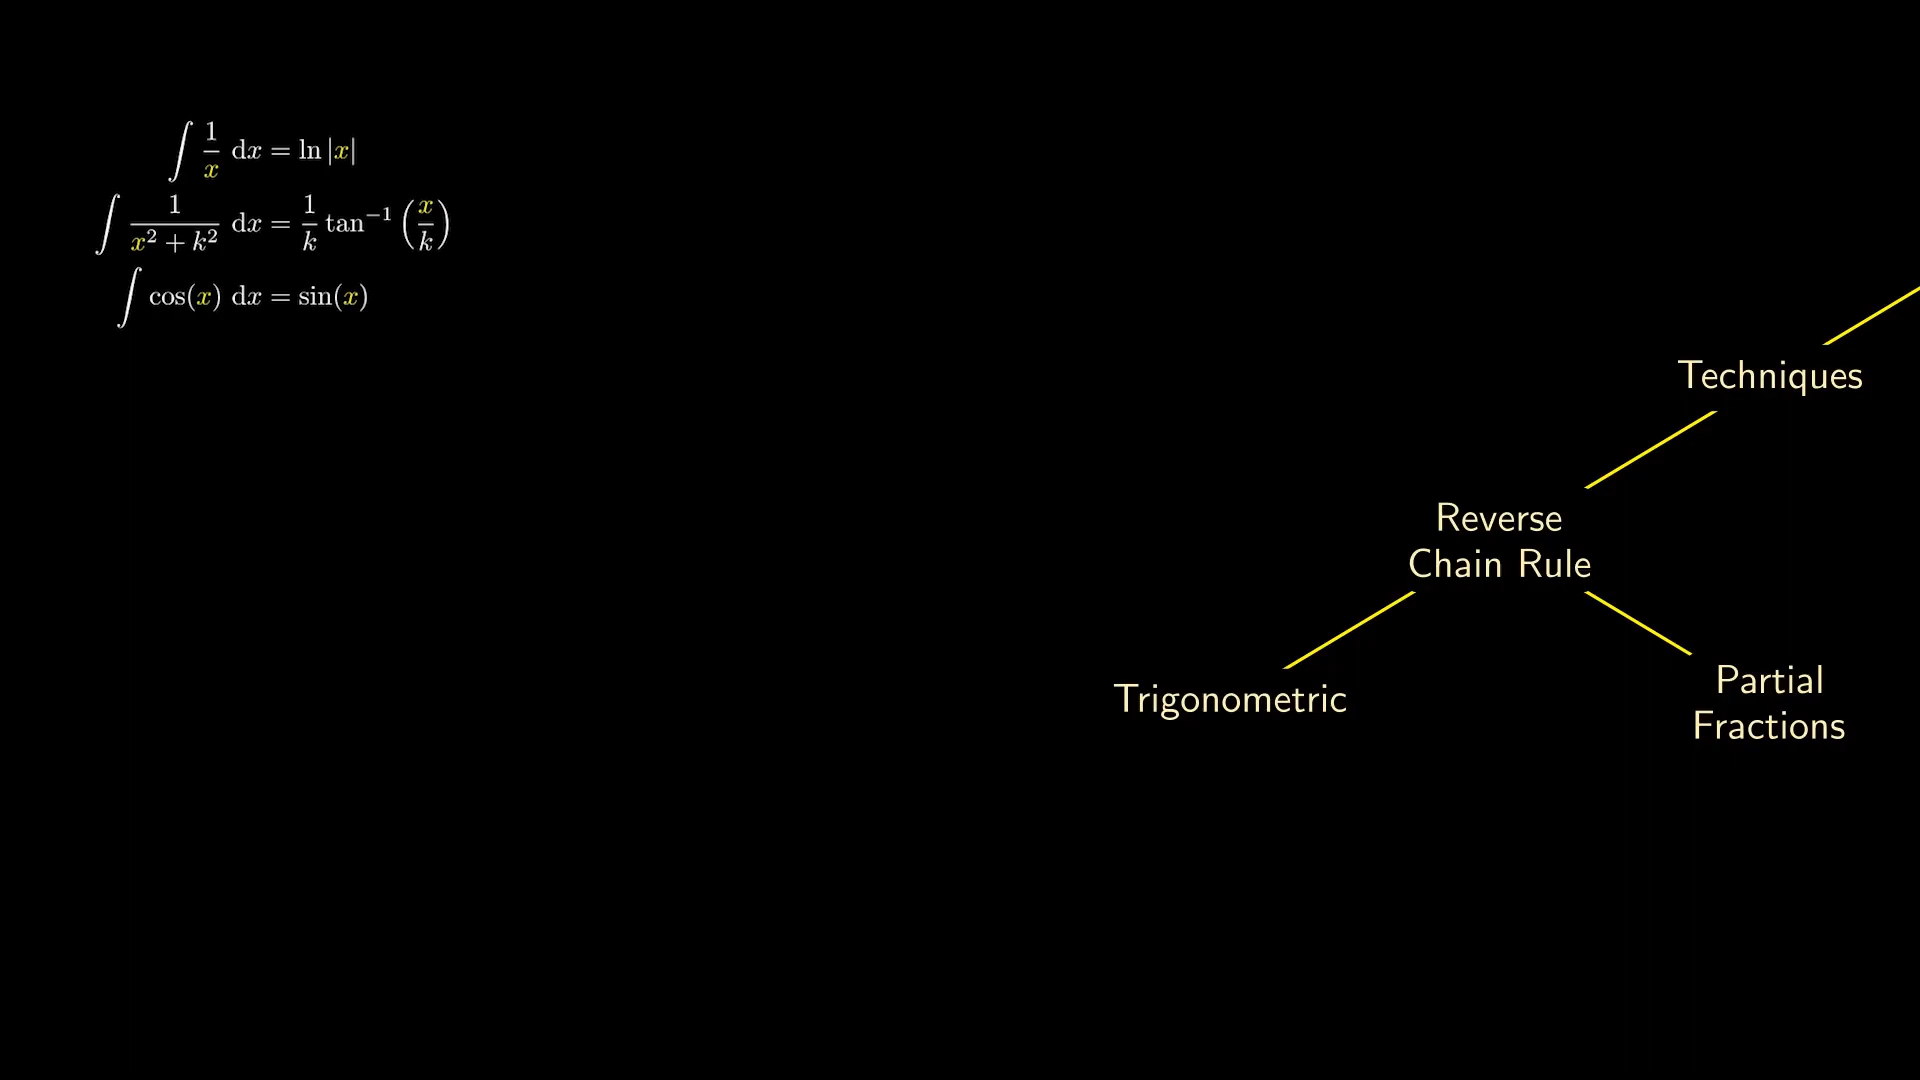 ∫ 1/x dx = ln|x|
∫ 1/(x² + k²) dx = 1/k tan⁻¹(x/k)
∫ cos(x) dx = sin(x)
Techniques
Reverse
Chain Rule
Trigonometric
Partial
Fractions